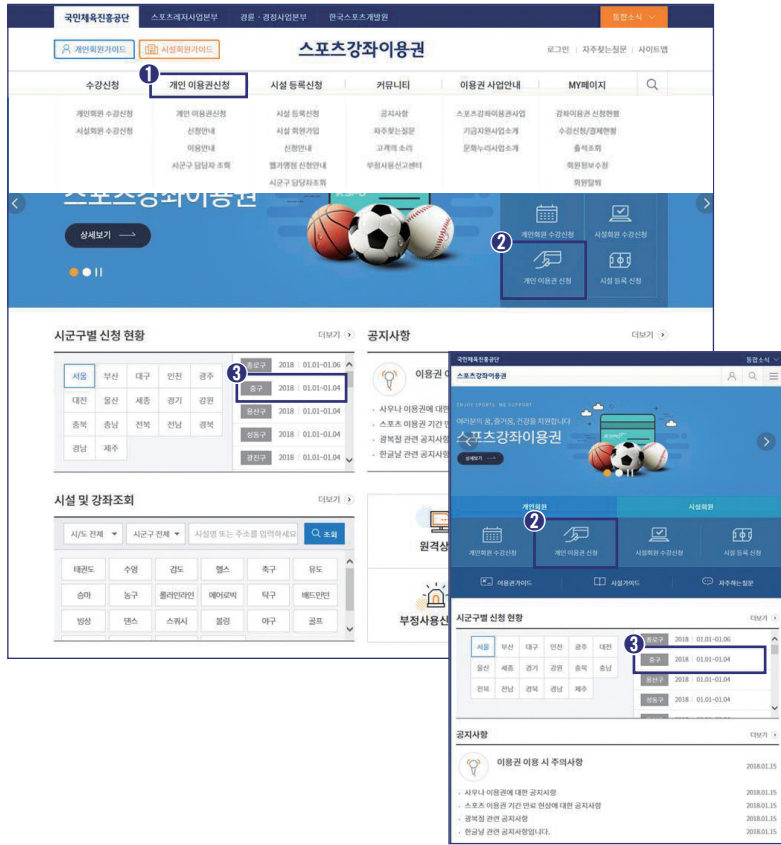 국민체육진흥공단 스포츠레저사업본부 경륜·경정사업본부 한국스포츠개발원 통합소식
개인회원가이드 시설회원가이드 스포츠강좌이용권 로그인 자주찾는질문 사이트맵
1
수강신청 개인 이용권신청 시설 등록신청 커뮤니티 이용권 사업안내 MY페이지
개인회원 수강신청 개인 이용권신청 시설 등록신청 공지사항 스포츠강좌이용권사업 강좌이용권 신청현황
시설회원 수강신청 신청안내 시설 회원가입 자주찾는질문 기금지원사업소개 수강신청/결제현황
이용안내 신청안내 고객의 소리 문화누리사업소개 출석조회
시군구 담당자 조회 웹가맹점 신청안내 부정사용신고센터 회원정보수정
시군구 담당자조회 회원탈퇴
스포츠강좌이용권
상세보기
개인회원 수강신청 시설회원 수강신청
2
개인 이용권 신청 시설 등록 신청
시군구별 신청 현황 더보기
서울 부산 대구 인천 광주
대전 울산 세종 경기 강원
충북 충남 전북 전남 경북
경남 제주
종로구 2018 01.01~01.06
3
중구 2018 01.01~01.04
용산구 2018 01.01~01.04
성동구 2018 01.01~01.04
광진구 2018 01.01~01.04
공지사항 더보기
이용권
· 사우나 이용권에 대한
· 스포츠 이용권 기간
· 광복절 관련 공지사항
· 한글날 관련 공지사항
시설 및 강좌조회 더보기
시/도 전체 시군구 전체 시설명 또는 주소를 입력하세요 조회
태권도 수영 검도 헬스 축구 유도
승마 농구 롤러인라인 에어로빅 탁구 배드민턴
빙상 댄스 스쿼시 볼링 야구 골프
원격상
부정사용신
국민체육진흥공단 통합소식
스포츠강좌이용권
ENJOY SPORTS, WE SUPPORT
여러분의 꿈, 즐거움, 건강을 지원합니다
스포츠강좌이용권
상세보기
개인회원 시설회원
2
개인회원 수강신청 개인 이용권 신청 시설회원 수강신청 시설 등록 신청
이용권가이드 시설가이드 자주하는질문
시군구별 신청 현황 더보기
서울 부산 대구 인천 광주 대전
울산 세종 경기 강원 충북 충남
전북 전남 경북 경남 제주
종로구 2018 01.01~01.06
3
중구 2018 01.01~01.04
용산구 2018 01.01~01.04
성동구 2018 01.01~01.04
공지사항 더보기
이용권 이용 시 주의사항 2018.01.15
· 사우나 이용권에 대한 공지사항 2018.01.15
· 스포츠 이용권 기간 만료 현상에 대한 공지사항 2018.01.15
· 광복절 관련 공지사항 2018.01.15
· 한글날 관련 공지사항입니다. 2018.01.15